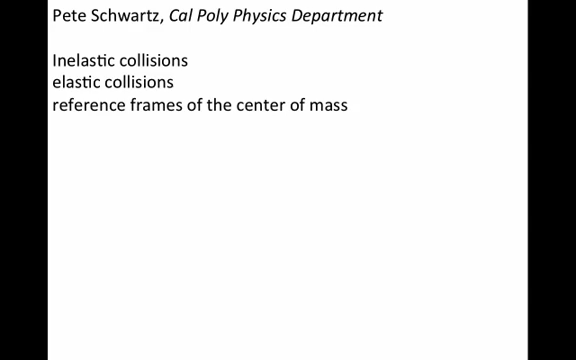 Pete Schwartz, Cal Poly Physics Department
Inelastic collisions
elastic collisions
reference frames of the center of mass